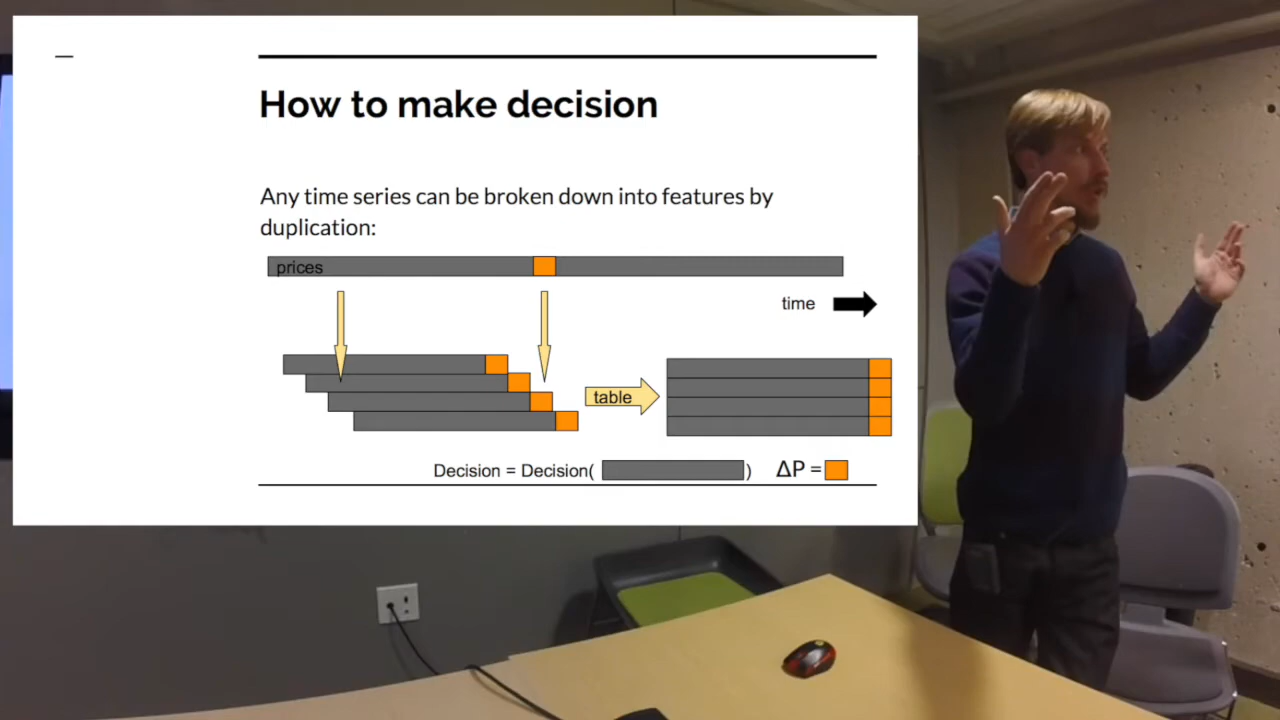 How to make decision
Any time series can be broken down into features by
duplication:
prices
time
table
Decision = Decision( ) ΔP =